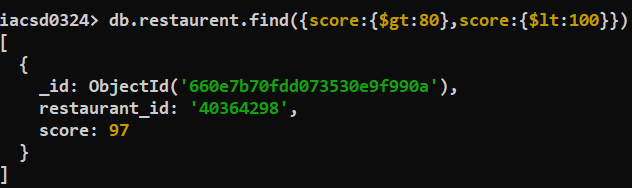 iacsd0324> db.restaurent.find({score:{$gt:80},score:{$lt:100}})
[
  {
    _id: ObjectId('660e7b70fdd073530e9f990a'),
    restaurant_id: '40364298',
    score: 97
  }
]